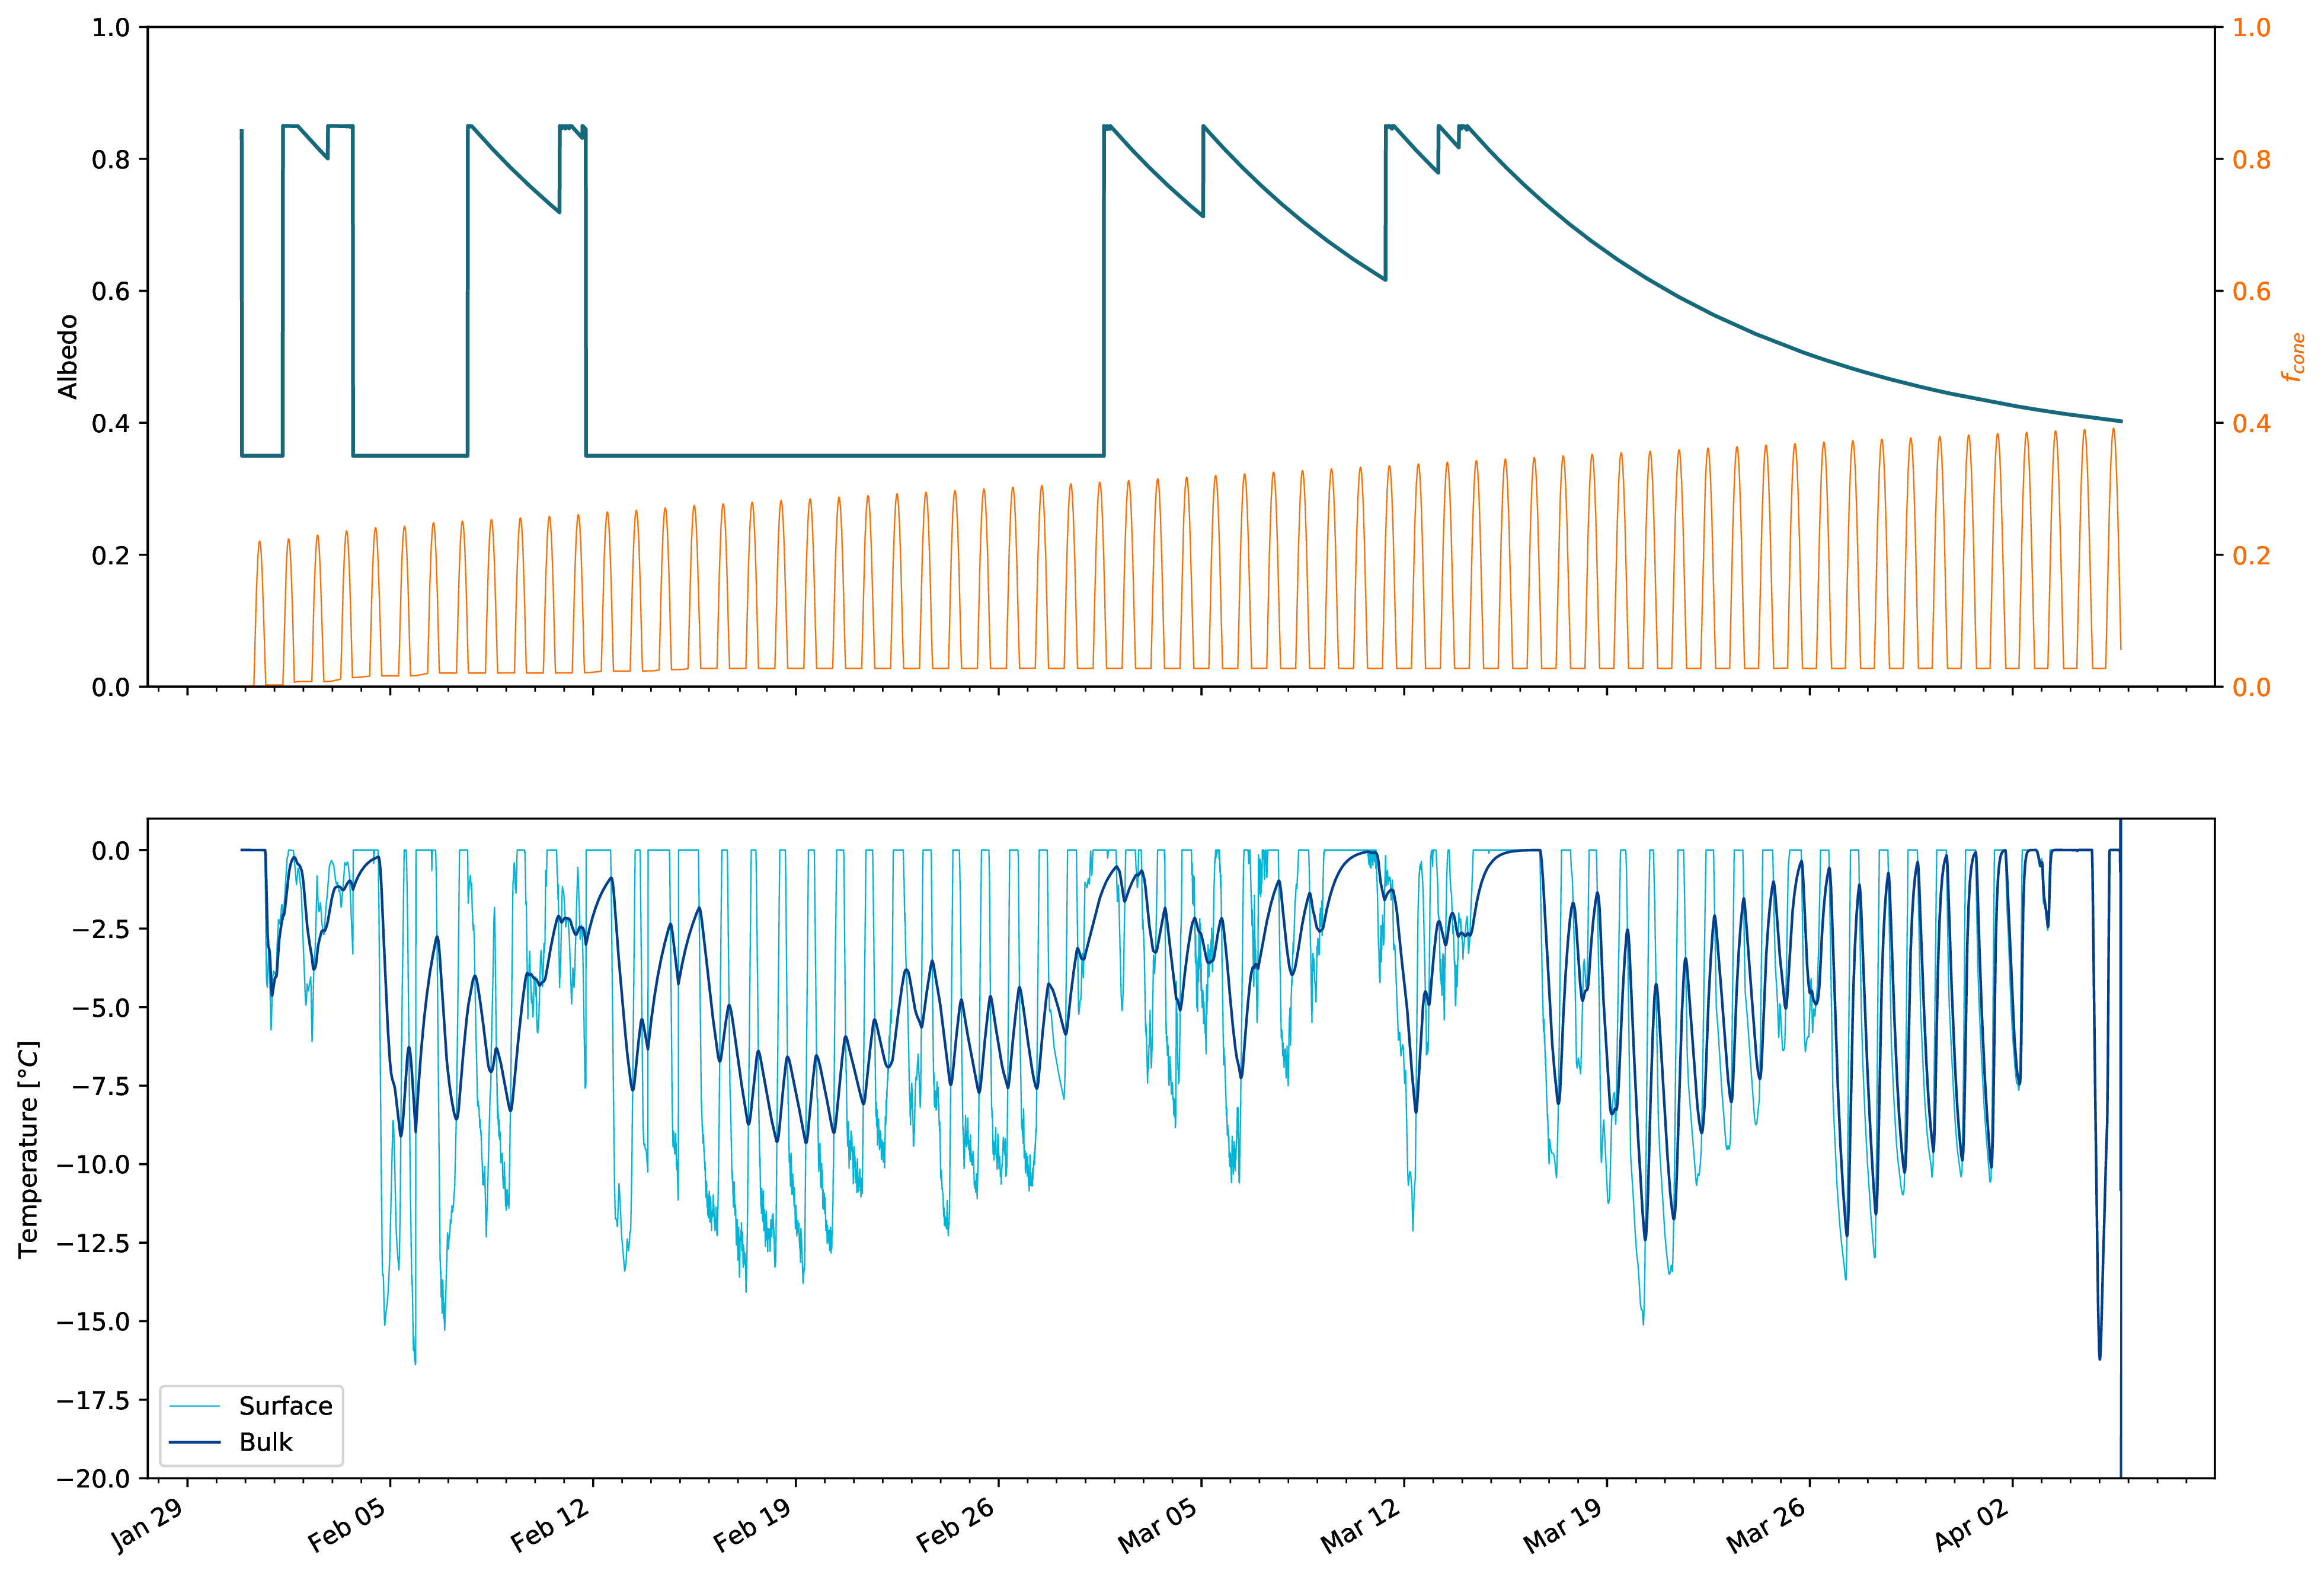 1.0
0.8
0.6
0.4
0.2
0.0
Albedo
1.0
0.8
0.6
0.4
0.2
0.0
f_cone
0.0
−2.5
−5.0
−7.5
−10.0
−12.5
−15.0
−17.5
−20.0
Temperature [°C]
Surface
Bulk
Jan 29
Feb 05
Feb 12
Feb 19
Feb 26
Mar 05
Mar 12
Mar 19
Mar 26
Apr 02